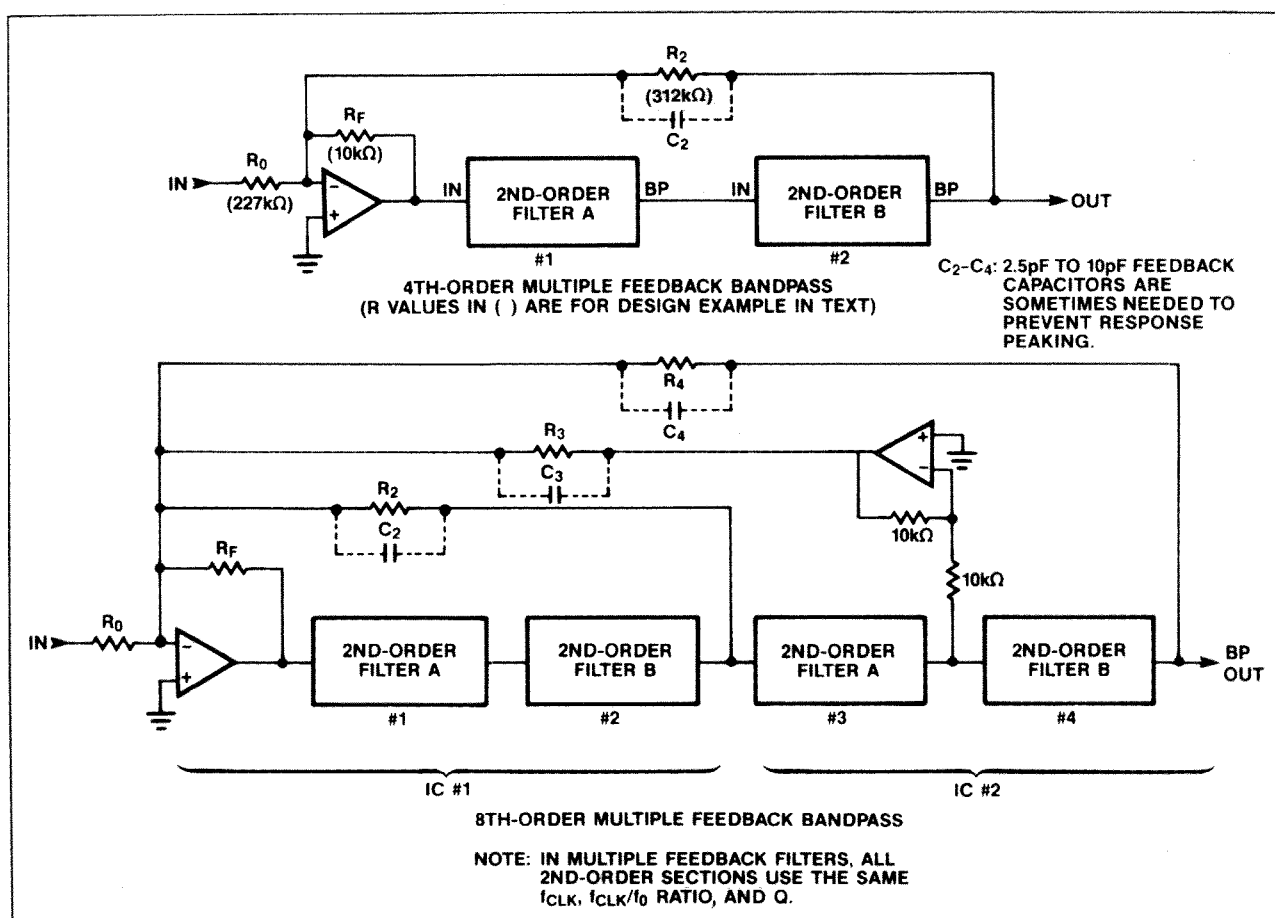 R2
(312kΩ)
C2
RF
(10kΩ)
R0
IN
(227kΩ)
−
+
IN
2ND-ORDER
FILTER A
BP
#1
IN
2ND-ORDER
FILTER B
BP
#2
OUT
4TH-ORDER MULTIPLE FEEDBACK BANDPASS
(R VALUES IN ( ) ARE FOR DESIGN EXAMPLE IN TEXT)
C2–C4: 2.5pF TO 10pF FEEDBACK
CAPACITORS ARE
SOMETIMES NEEDED TO
PREVENT RESPONSE
PEAKING.
R4
C4
R3
C3
+
−
R2
C2
10kΩ
10kΩ
RF
R0
IN
−
+
2ND-ORDER
FILTER A
#1
2ND-ORDER
FILTER B
#2
2ND-ORDER
FILTER A
#3
2ND-ORDER
FILTER B
#4
BP
OUT
IC #1
IC #2
8TH-ORDER MULTIPLE FEEDBACK BANDPASS
NOTE: IN MULTIPLE FEEDBACK FILTERS, ALL
2ND-ORDER SECTIONS USE THE SAME
fCLK, fCLK/f0 RATIO, AND Q.